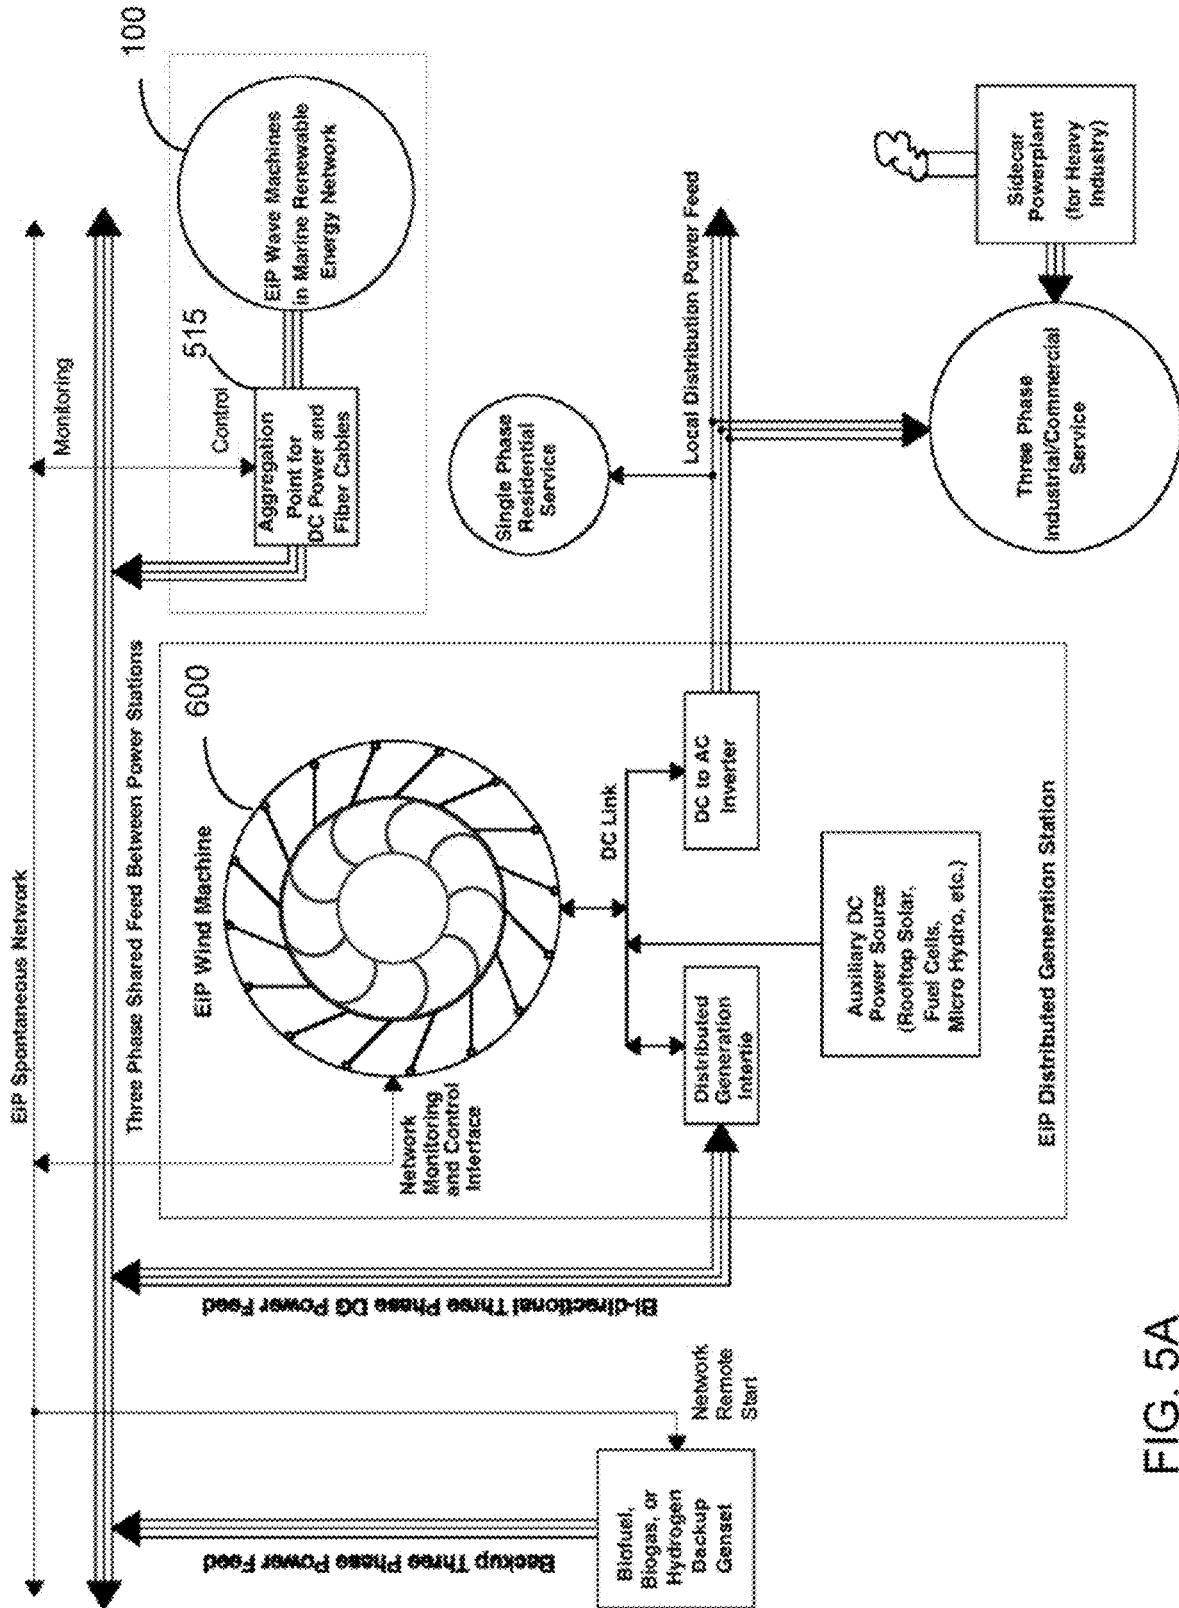 EiP Spontaneous Network
Monitoring
Three Phase Shared Feed Between Power Stations
100
EiP Wave Machines
in Marine Renewable
Energy Network
515
Control
Aggregation
Point for
DC Power and
Fiber Cables
600
EiP Wind Machine
Network
Monitoring
and Control
Interface
DC Link
DC to AC
Inverter
Distributed
Generation
Intertie
Auxiliary DC
Power Source
(Rooftop Solar,
Fuel Cells,
Micro Hydro, etc.)
EiP Distributed Generation Station
Single Phase
Residential
Service
Local Distribution Power Feed
Three Phase
Industrial/Commercial
Service
Sidecar
Powerplant
(for Heavy
Industry)
Bi-directional Three Phase DG Power Feed
Backup Three Phase Power Feed
Network
Remote
Start
Biofuel,
Biogas, or
Hydrogen
Backup
Genset
FIG. 5A